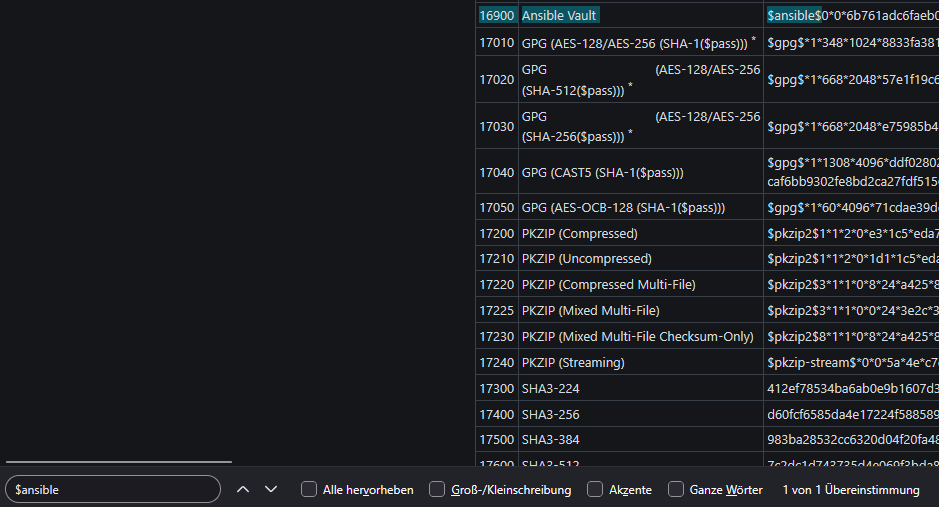 16900 Ansible Vault $ansible$0*0*6b761adc6faeb0
17010 GPG (AES-128/AES-256 (SHA-1($pass))) * $gpg$*1*348*1024*8833fa381
17020 GPG (AES-128/AES-256 (SHA-512($pass))) * $gpg$*1*668*2048*57e1f19c6
17030 GPG (AES-128/AES-256 (SHA-256($pass))) * $gpg$*1*668*2048*e75985b4
17040 GPG (CAST5 (SHA-1($pass))) $gpg$*1*1308*4096*ddf02802
caf6bb9302fe8bd2ca27fdf515
17050 GPG (AES-OCB-128 (SHA-1($pass))) $gpg$*1*60*4096*71cdae39d
17200 PKZIP (Compressed) $pkzip2$1*1*2*0*e3*1c5*eda7
17210 PKZIP (Uncompressed) $pkzip2$1*1*2*0*1d1*1c5*eda
17220 PKZIP (Compressed Multi-File) $pkzip2$3*1*1*0*8*24*a425*8
17225 PKZIP (Mixed Multi-File) $pkzip2$3*1*1*0*0*24*3e2c*3
17230 PKZIP (Mixed Multi-File Checksum-Only) $pkzip2$8*1*1*0*8*24*a425*8
17240 PKZIP (Streaming) $pkzip-stream$*0*0*5a*4e*c7
17300 SHA3-224 412ef78534ba6ab0e9b1607d3
17400 SHA3-256 d60fcf6585da4e17224f588589
17500 SHA3-384 983ba28532cc6320d04f20fa48
17600 SHA3-512
$ansible Alle hervorheben Groß-/Kleinschreibung Akzente Ganze Wörter 1 von 1 Übereinstimmung